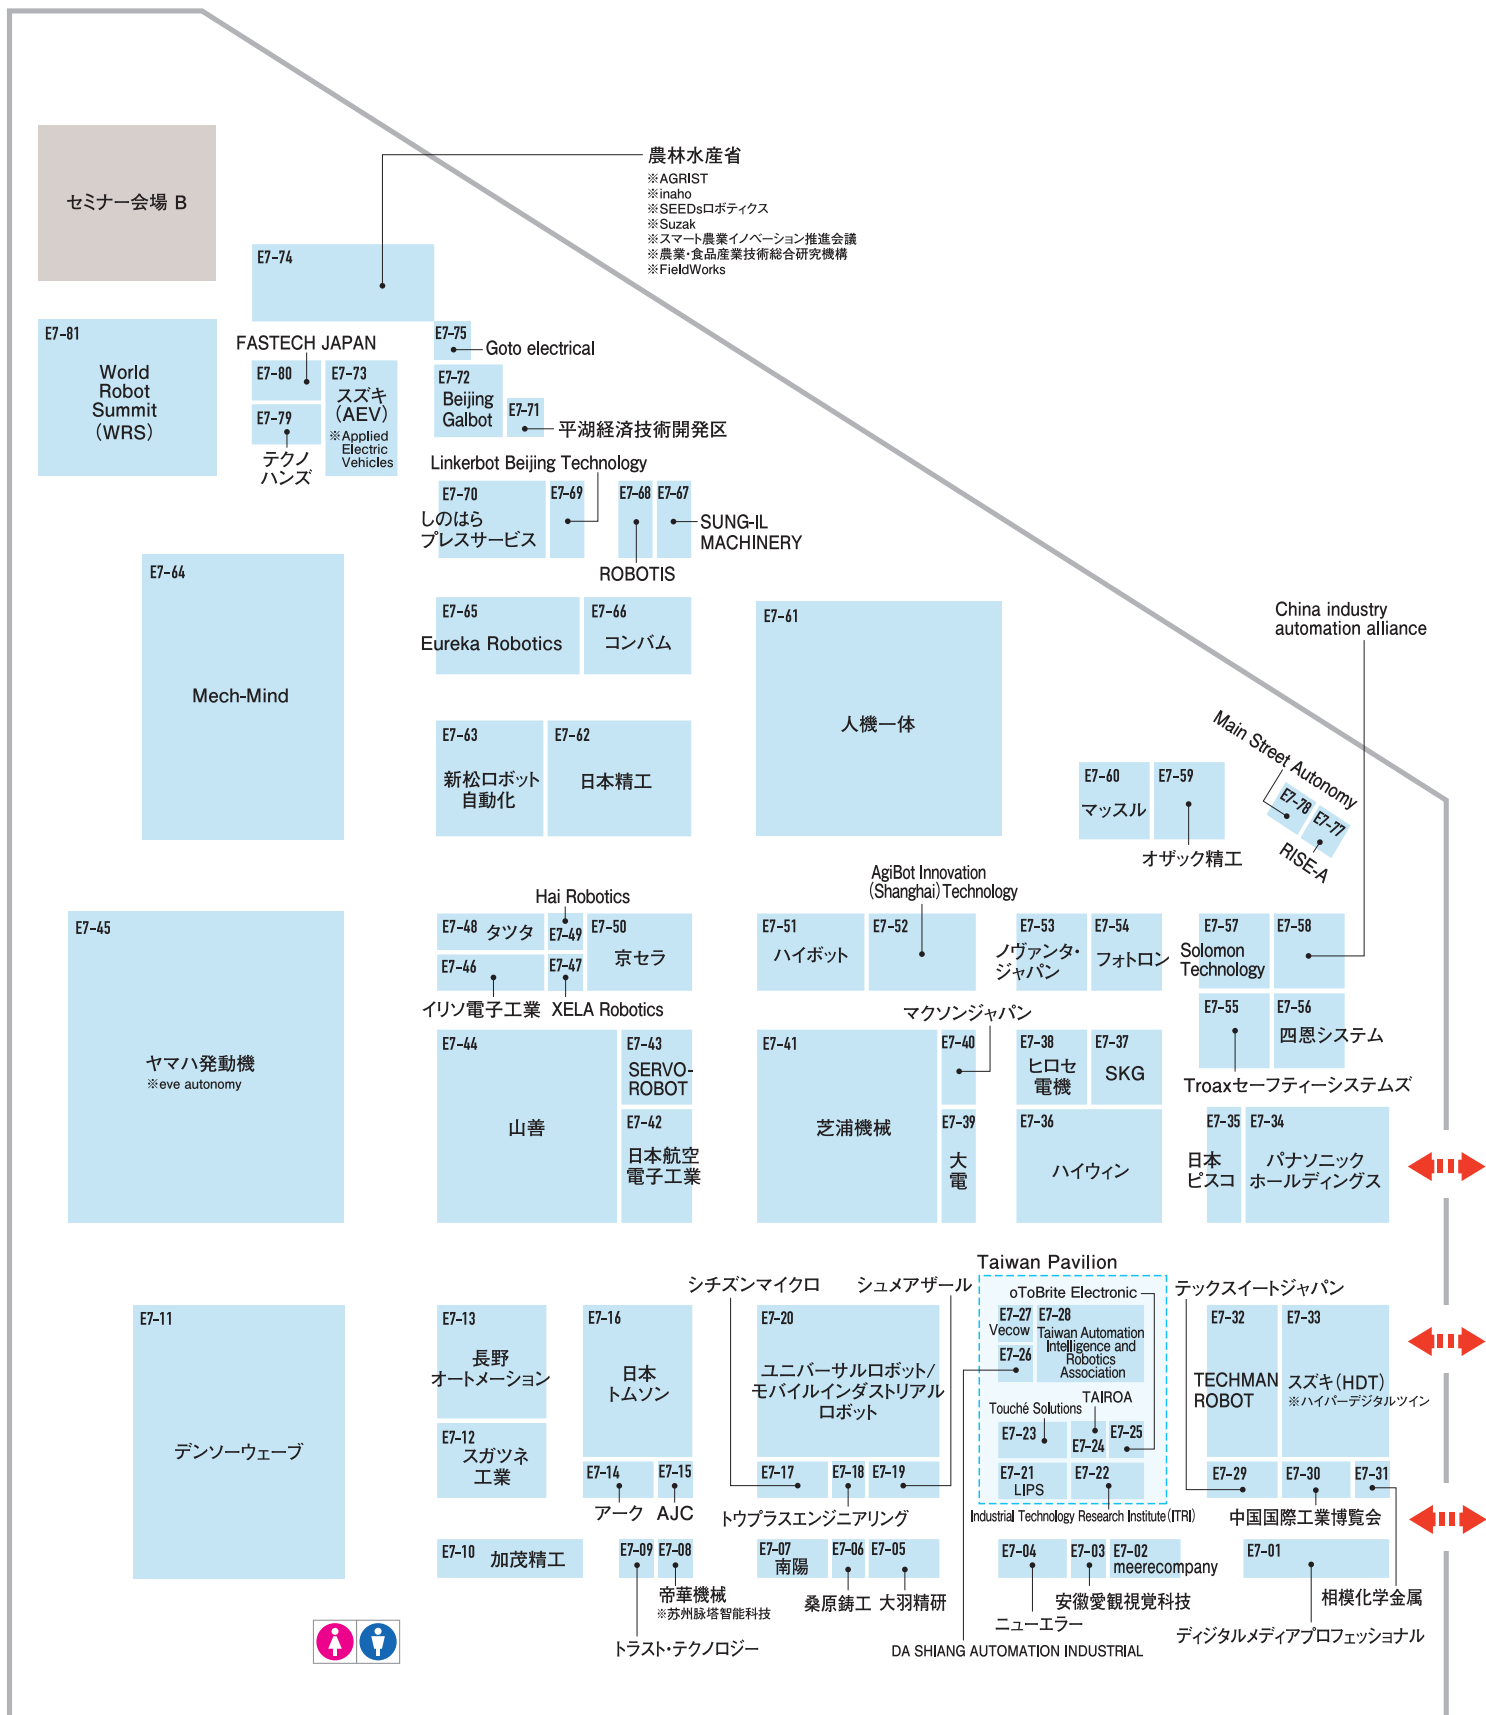 農林水産省
※AGRIST
※inaho
※SEEDsロボティクス
※Suzak
※スマート農業イノベーション推進会議
※農業・食品産業技術総合研究機構
※FieldWorks
セミナー会場 B
E7-74
E7-81
World
Robot
Summit
(WRS)
FASTECH JAPAN
E7-80
E7-79
テクノ
ハンズ
E7-73
スズキ
(AEV)
※Applied
Electric
Vehicles
E7-75
Goto electrical
E7-72
Beijing
Galbot
E7-71
平湖経済技術開発区
Linkerbot Beijing Technology
E7-70
しのはら
プレスサービス
E7-69
E7-68
E7-67
SUNG-IL
MACHINERY
ROBOTIS
E7-64
Mech-Mind
E7-65
Eureka Robotics
E7-66
コンバム
E7-61
人機一体
China industry
automation alliance
E7-63
新松ロボット
自動化
E7-62
日本精工
Main Street Autonomy
E7-60
マッスル
E7-59
オザック精工
E7-78
E7-77
RISE-A
E7-45
ヤマハ発動機
※eve autonomy
Hai Robotics
E7-48
タツタ
E7-49
E7-50
京セラ
E7-46
E7-47
イリソ電子工業
XELA Robotics
AgiBot Innovation
(Shanghai) Technology
E7-51
ハイボット
E7-52
E7-53
ノヴァンタ・
ジャパン
E7-54
フォトロン
E7-57
Solomon
Technology
E7-58
E7-55
E7-56
四恩システム
Troaxセーフティーシステムズ
E7-44
山善
E7-43
SERVO-
ROBOT
E7-42
日本航空
電子工業
マクソンジャパン
E7-41
芝浦機械
E7-40
E7-39
大
電
E7-38
ヒロセ
電機
E7-37
SKG
E7-36
ハイウィン
E7-35
日本
ピスコ
E7-34
パナソニック
ホールディングス
E7-11
デンソーウェーブ
E7-13
長野
オートメーション
E7-12
スガツネ
工業
E7-16
日本
トムソン
E7-14
アーク
E7-15
AJC
シチズンマイクロ
シュメアザール
E7-20
ユニバーサルロボット/
モバイルインダストリアル
ロボット
E7-17
E7-18
E7-19
トウプラスエンジニアリング
Taiwan Pavilion
oToBrite Electronic
E7-27
Vecow
E7-28
Taiwan Automation
Intelligence and
Robotics
Association
E7-26
TAIROA
Touché Solutions
E7-23
E7-24
E7-25
E7-21
LIPS
E7-22
Industrial Technology Research Institute (ITRI)
テックスイートジャパン
E7-32
TECHMAN
ROBOT
E7-33
スズキ(HDT)
※ハイパーデジタルツイン
E7-29
E7-30
E7-31
中国国際工業博覧会
E7-10
加茂精工
E7-09
E7-08
帝華機械
※苏州脉塔智能科技
トラスト・テクノロジー
E7-07
南陽
E7-06
桑原鋳工
E7-05
大羽精研
E7-04
ニューエラー
E7-03
安徽愛観視覚科技
E7-02
meerecompany
E7-01
相模化学金属
ディジタルメディアプロフェッショナル
DA SHIANG AUTOMATION INDUSTRIAL